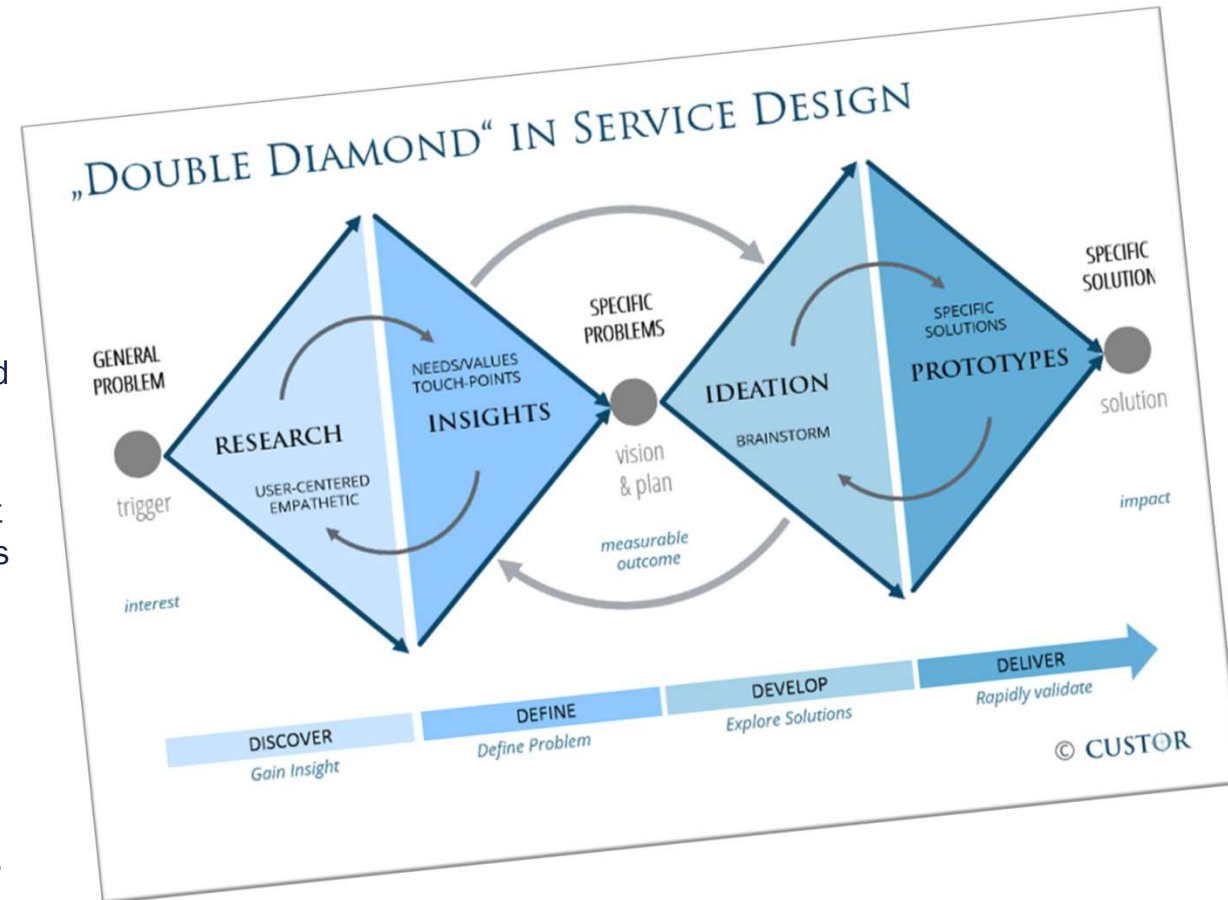 „DOUBLE DIAMOND“ IN SERVICE DESIGN
GENERAL
PROBLEM
trigger
interest
RESEARCH
USER-CENTERED
EMPATHETIC
NEEDS/VALUES
TOUCH-POINTS
INSIGHTS
SPECIFIC
PROBLEMS
vision
& plan
measurable
outcome
IDEATION
BRAINSTORM
SPECIFIC
SOLUTIONS
PROTOTYPES
SPECIFIC
SOLUTION
solution
impact
DISCOVER
Gain Insight
DEFINE
Define Problem
DEVELOP
Explore Solutions
DELIVER
Rapidly validate
© CUSTOR